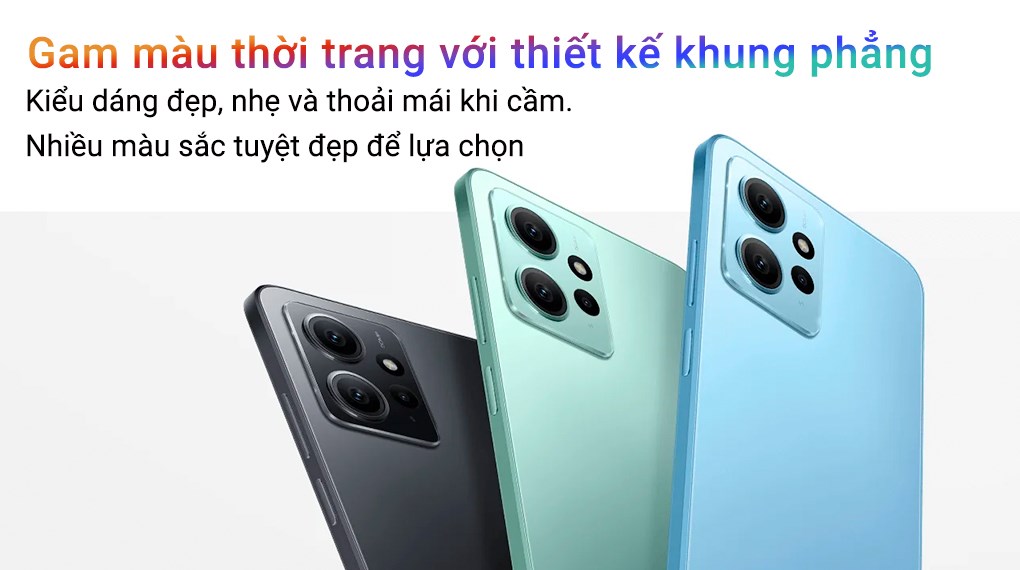 Gam màu thời trang với thiết kế khung phẳng
Kiểu dáng đẹp, nhẹ và thoải mái khi cầm.
Nhiều màu sắc tuyệt đẹp để lựa chọn